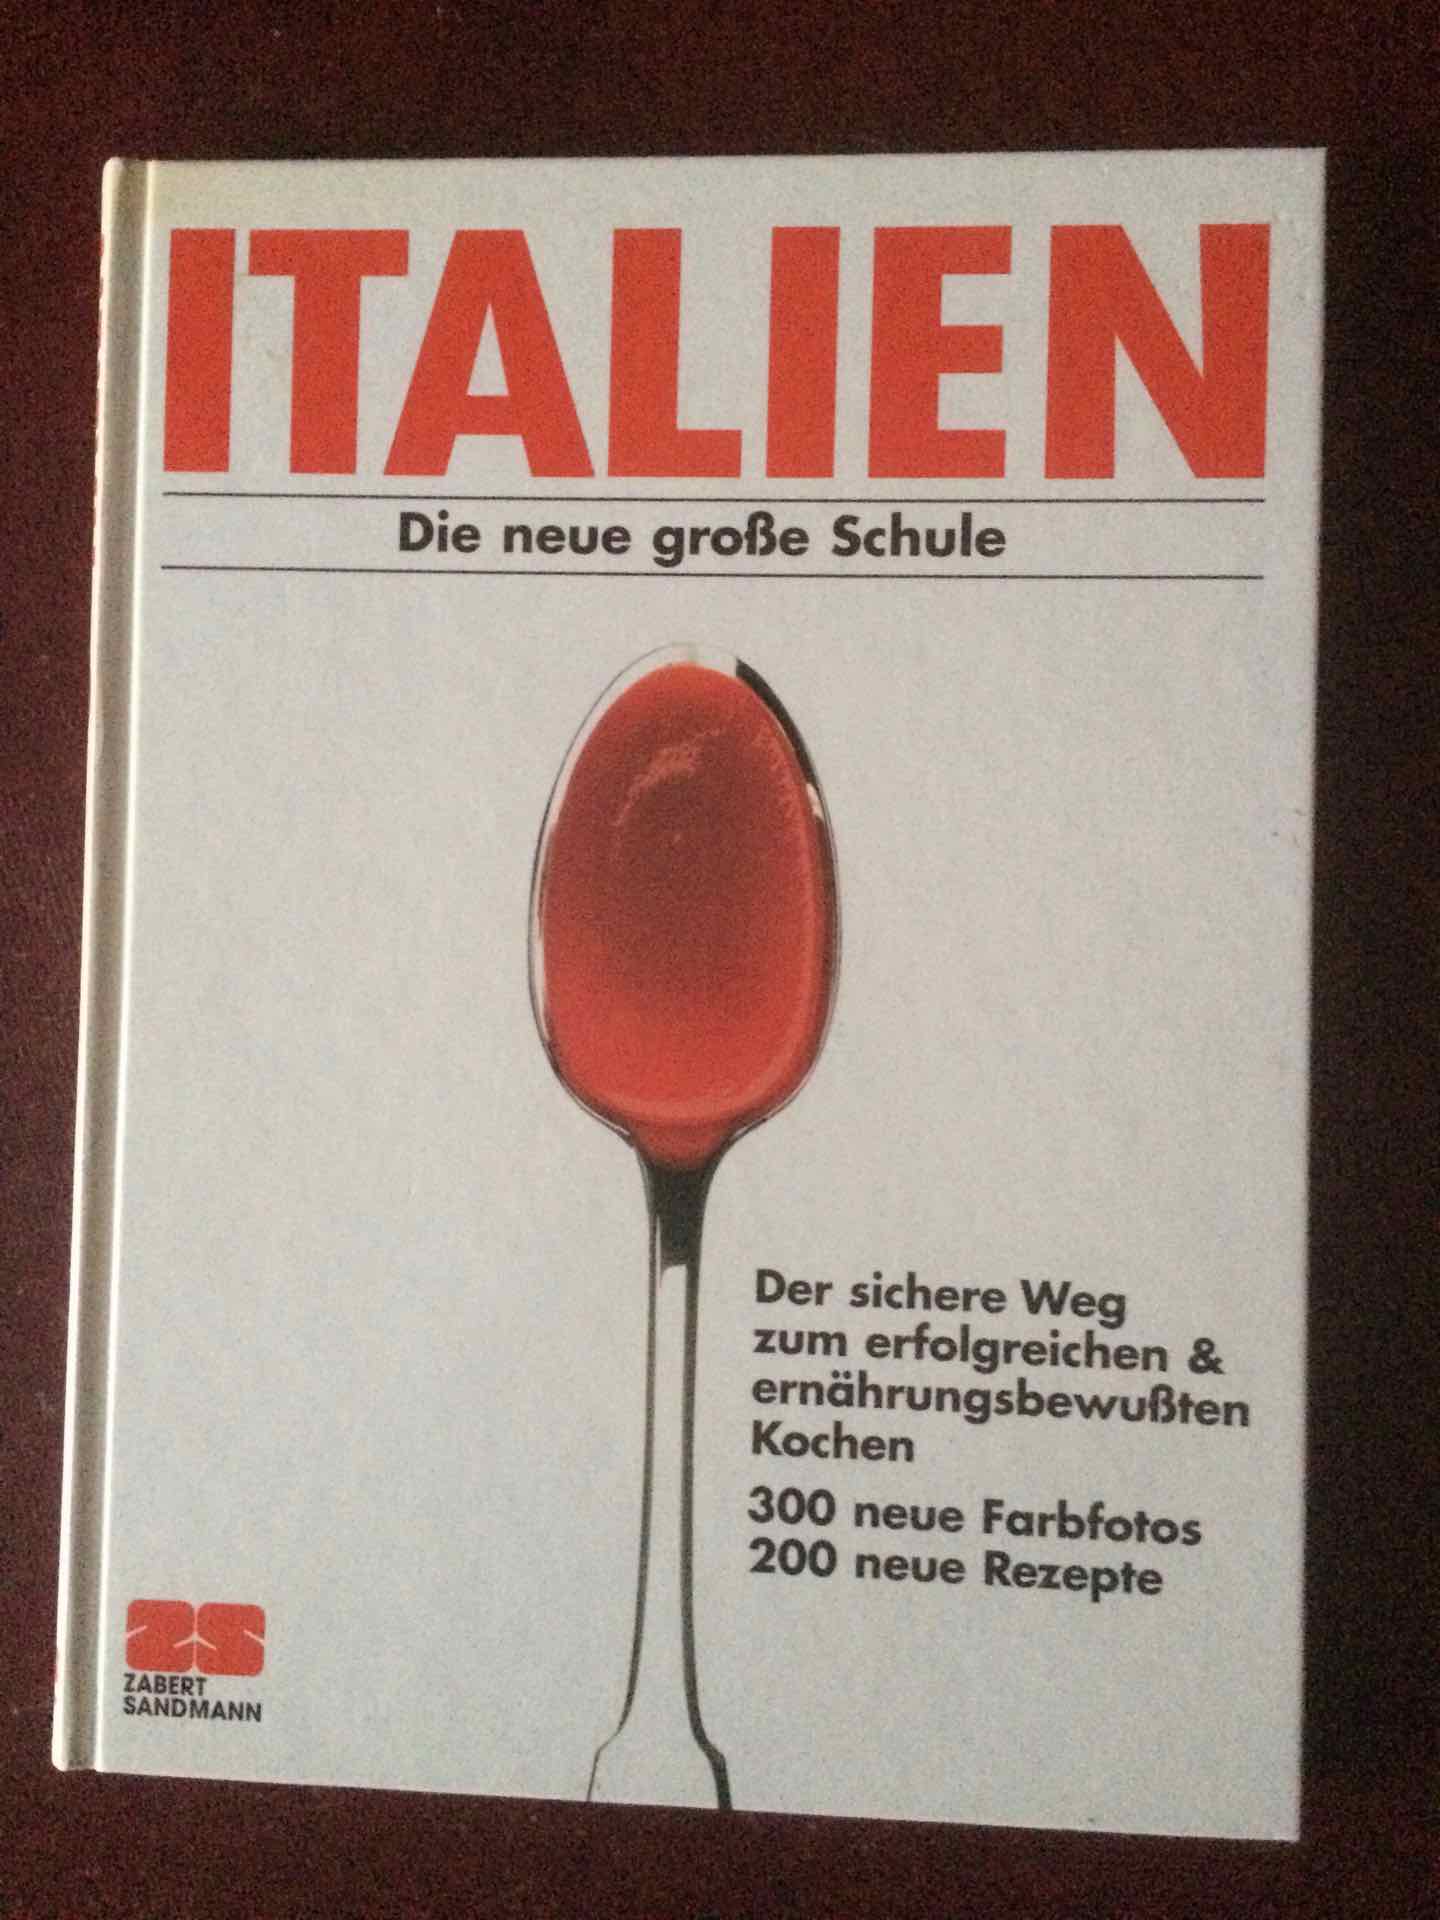 ITALIEN
Die neue große Schule
Der sichere Weg
zum erfolgreichen &
ernährungsbewußten
Kochen
300 neue Farbfotos
200 neue Rezepte
ZS
ZABERT
SANDMANN